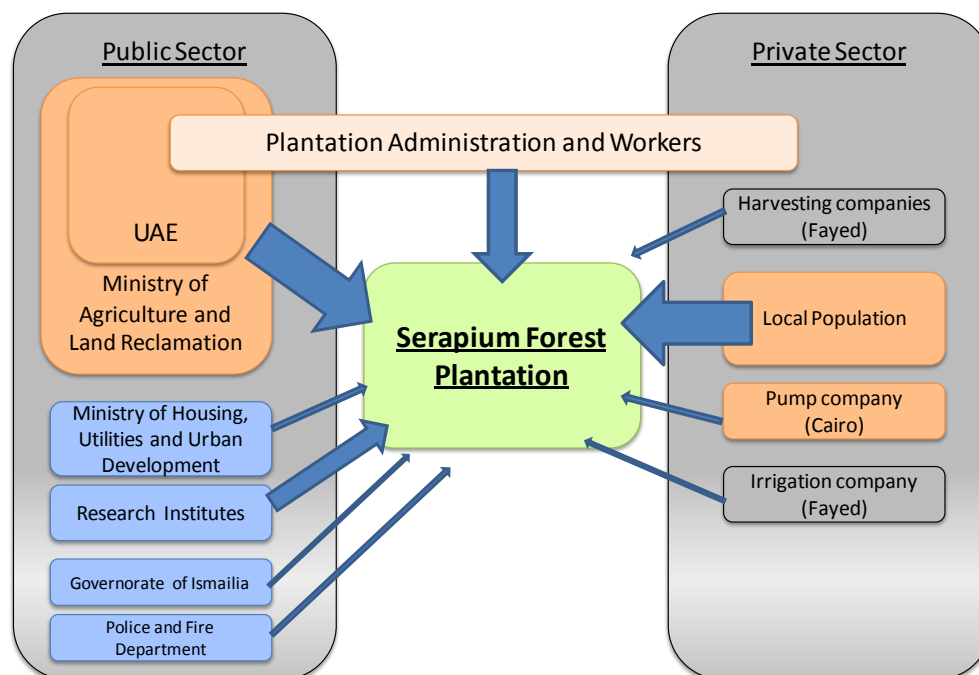 Public Sector
Private Sector
Plantation Administration and Workers
UAE
Ministry of
Agriculture and
Land Reclamation
Ministry of Housing,
Utilities and Urban
Development
Research Institutes
Governorate of Ismailia
Police and Fire
Department
Serapium Forest
Plantation
Harvesting companies
(Fayed)
Local Population
Pump company
(Cairo)
Irrigation company
(Fayed)